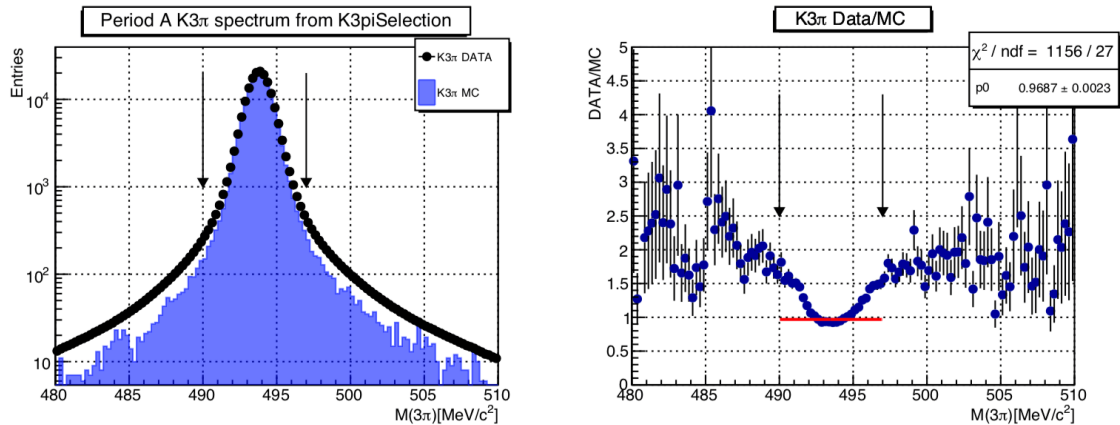 Period A K3π spectrum from K3piSelection
Entries
K3π DATA
K3π MC
10⁴
10³
10²
10
480 485 490 495 500 505 510
M(3π)[MeV/c²]
K3π Data/MC
DATA/MC
χ² / ndf = 1156 / 27
p0 0.9687 ± 0.0023
5
4.5
4
3.5
3
2.5
2
1.5
1
0.5
0
480 485 490 495 500 505 510
M(3π)[MeV/c²]